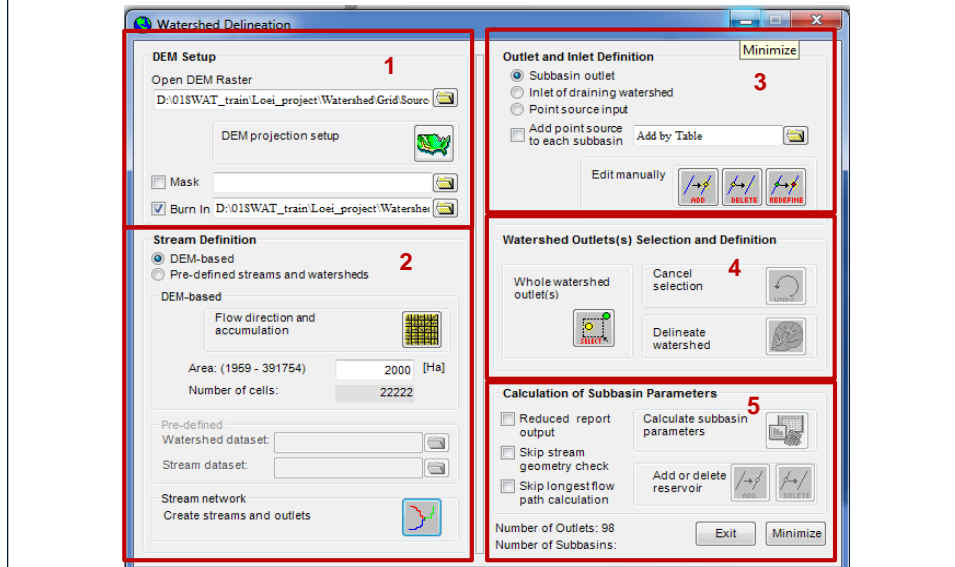 Watershed Delineation
Minimize
DEM Setup
1
Open DEM Raster
D:\01SWAT_train\Loei_project\Watershed\Grid\Sourc
DEM projection setup
Mask
Burn In D:\01SWAT_train\Loei_project\Watershed
Stream Definition
2
DEM-based
Pre-defined streams and watersheds
DEM-based
Flow direction and
accumulation
Area: (1959 - 391754) 2000 [Ha]
Number of cells: 22222
Pre-defined
Watershed dataset:
Stream dataset:
Stream network
Create streams and outlets
Outlet and Inlet Definition
3
Subbasin outlet
Inlet of draining watershed
Point source input
Add point source
to each subbasin
Add by Table
Edit manually
ADD DELETE REDEFINE
Watershed Outlets(s) Selection and Definition
4
Whole watershed
outlet(s)
SELECT
Cancel
selection
UNDO
Delineate
watershed
Calculation of Subbasin Parameters
5
Reduced report
output
Skip stream
geometry check
Skip longest flow
path calculation
Calculate subbasin
parameters
Add or delete
reservoir
ADD DELETE
Number of Outlets: 98
Number of Subbasins:
Exit Minimize